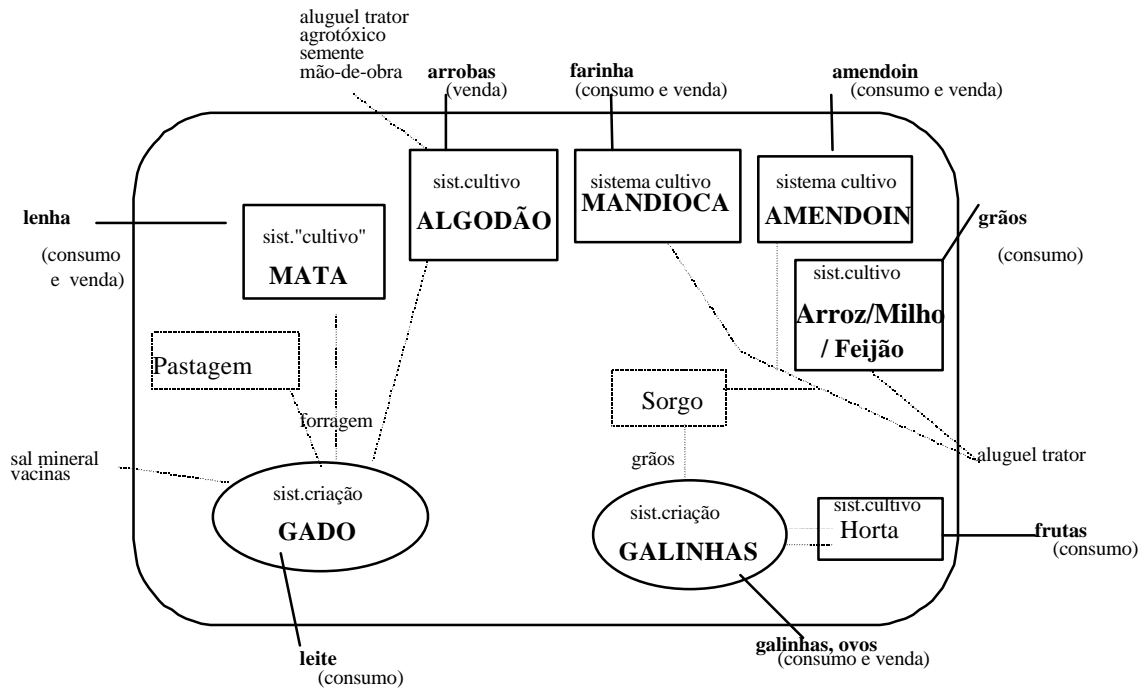 aluguel trator
agrotóxico
semente
mão-de-obra
arrobas
(venda)
farinha
(consumo e venda)
amendoin
(consumo e venda)
sist.cultivo
ALGODÃO
sistema cultivo
MANDIOCA
sistema cultivo
AMENDOIN
lenha
(consumo
e venda)
sist."cultivo"
MATA
grãos
(consumo)
sist.cultivo
Arroz/Milho
/ Feijão
Pastagem
Sorgo
forragem
sal mineral
vacinas
grãos
aluguel trator
sist.criação
GADO
sist.criação
GALINHAS
sist.cultivo
Horta
frutas
(consumo)
leite
(consumo)
galinhas, ovos
(consumo e venda)